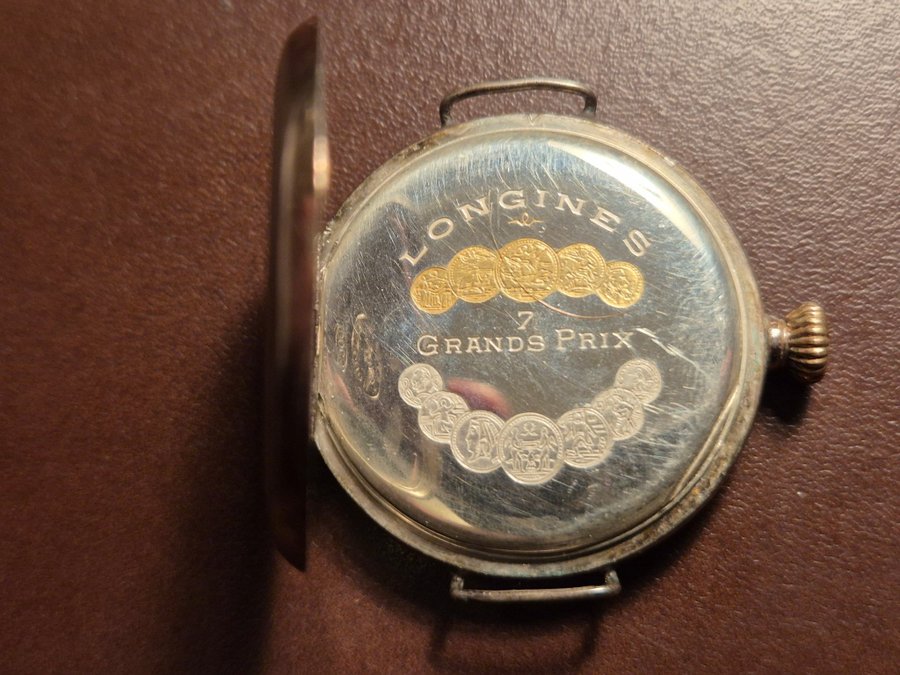 LONGINES
7
GRANDS PRIX